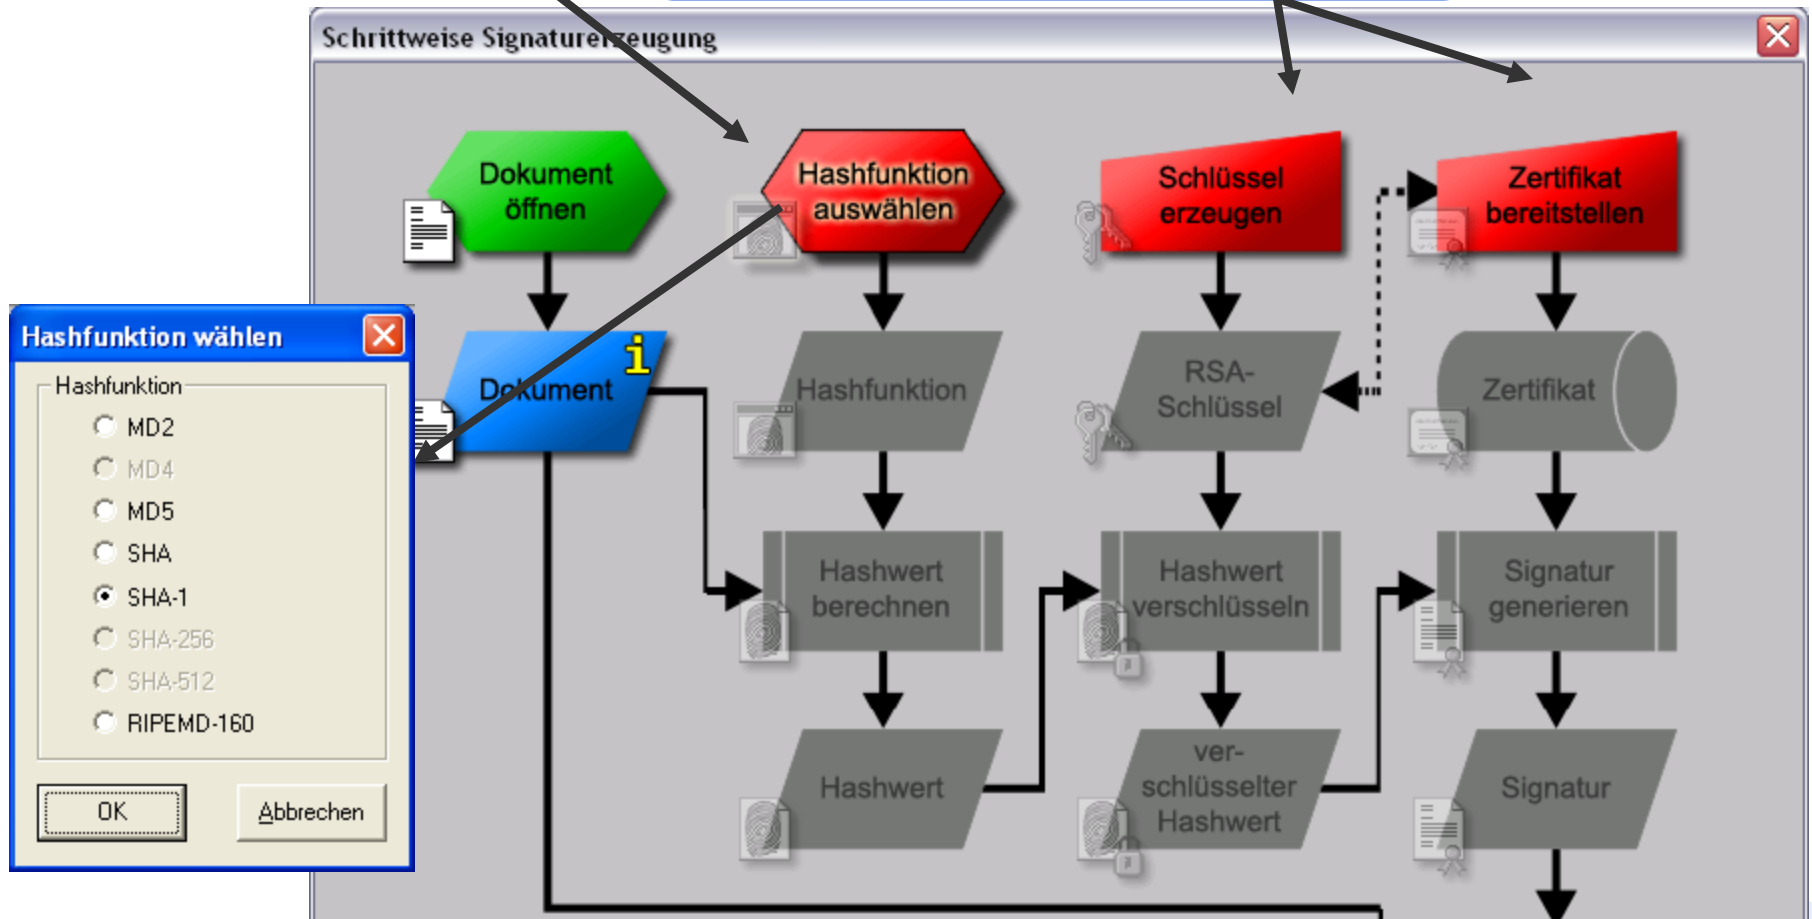 Schrittweise Signaturerzeugung
Dokument
öffnen
Hashfunktion
auswählen
Schlüssel
erzeugen
Zertifikat
bereitstellen
i
Dokument
Hashfunktion
RSA-
Schlüssel
Zertifikat
Hashwert
berechnen
Hashwert
verschlüsseln
Signatur
generieren
Hashwert
ver-
schlüsselter
Hashwert
Signatur
Hashfunktion wählen
Hashfunktion
MD2
MD4
MD5
SHA
SHA-1
SHA-256
SHA-512
RIPEMD-160
OK
Abbrechen